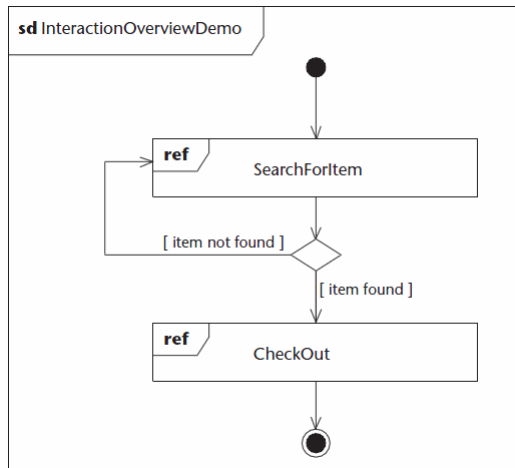 sd InteractionOverviewDemo
ref
SearchForItem
[ item not found ]
[ item found ]
ref
CheckOut